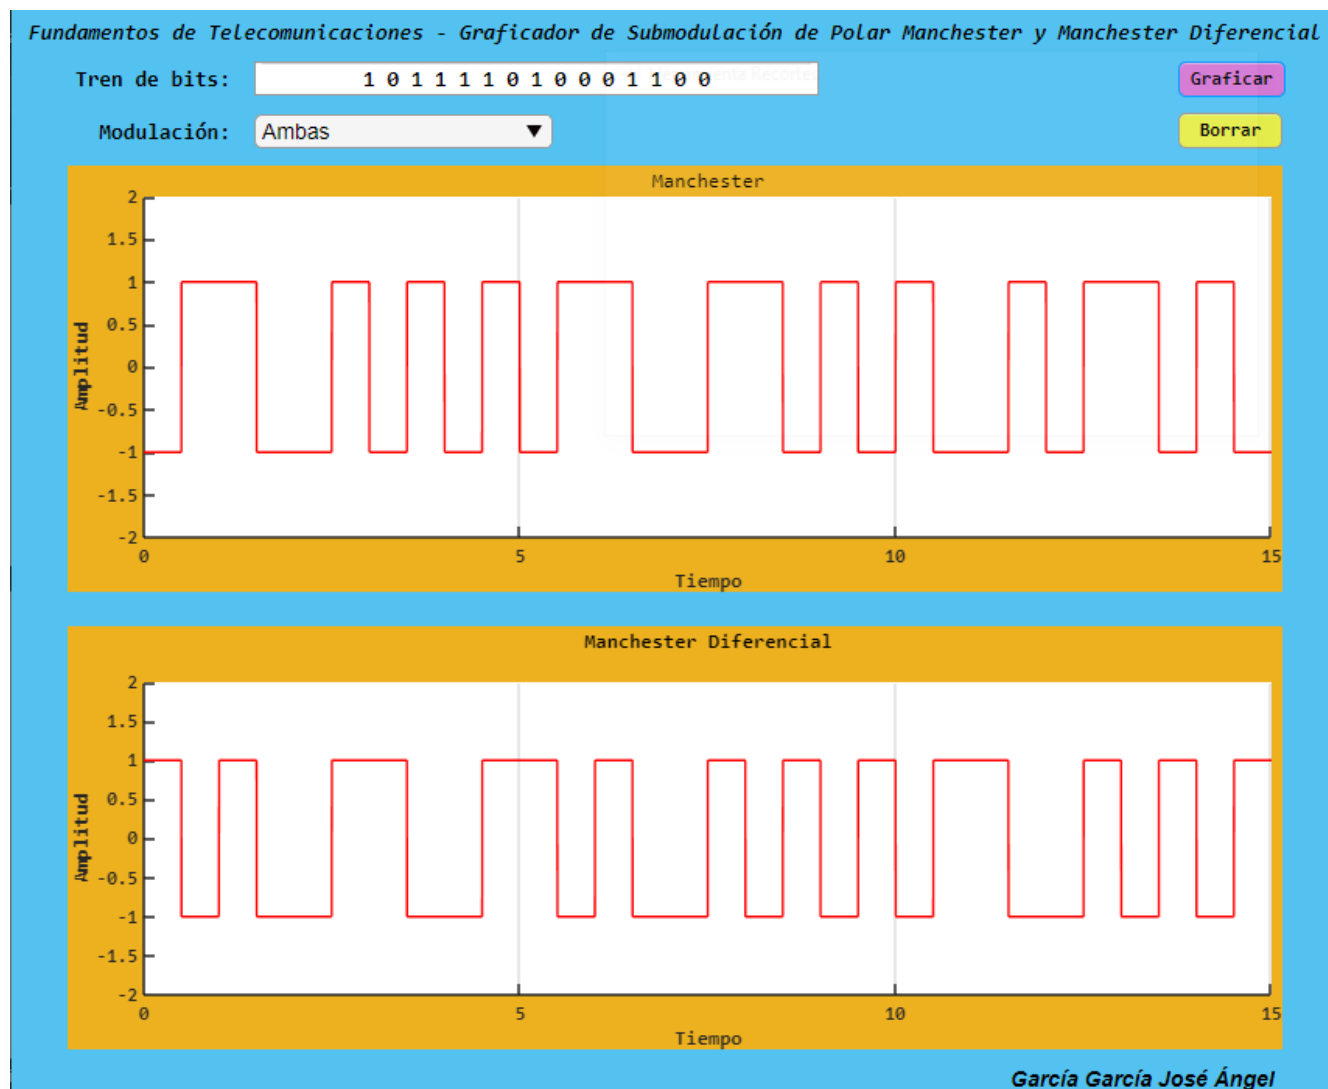 Fundamentos de Telecomunicaciones - Graficador de Submodulación de Polar Manchester y Manchester Diferencial
Tren de bits: 1 0 1 1 1 1 0 1 0 0 0 1 1 0 0 Graficar
Modulación: Ambas Borrar
Manchester
2
1.5
1
0.5
0
-0.5
-1
-1.5
-2
Amplitud
0 5 10 15
Tiempo
Manchester Diferencial
2
1.5
1
0.5
0
-0.5
-1
-1.5
-2
Amplitud
0 5 10 15
Tiempo
García García José Ángel